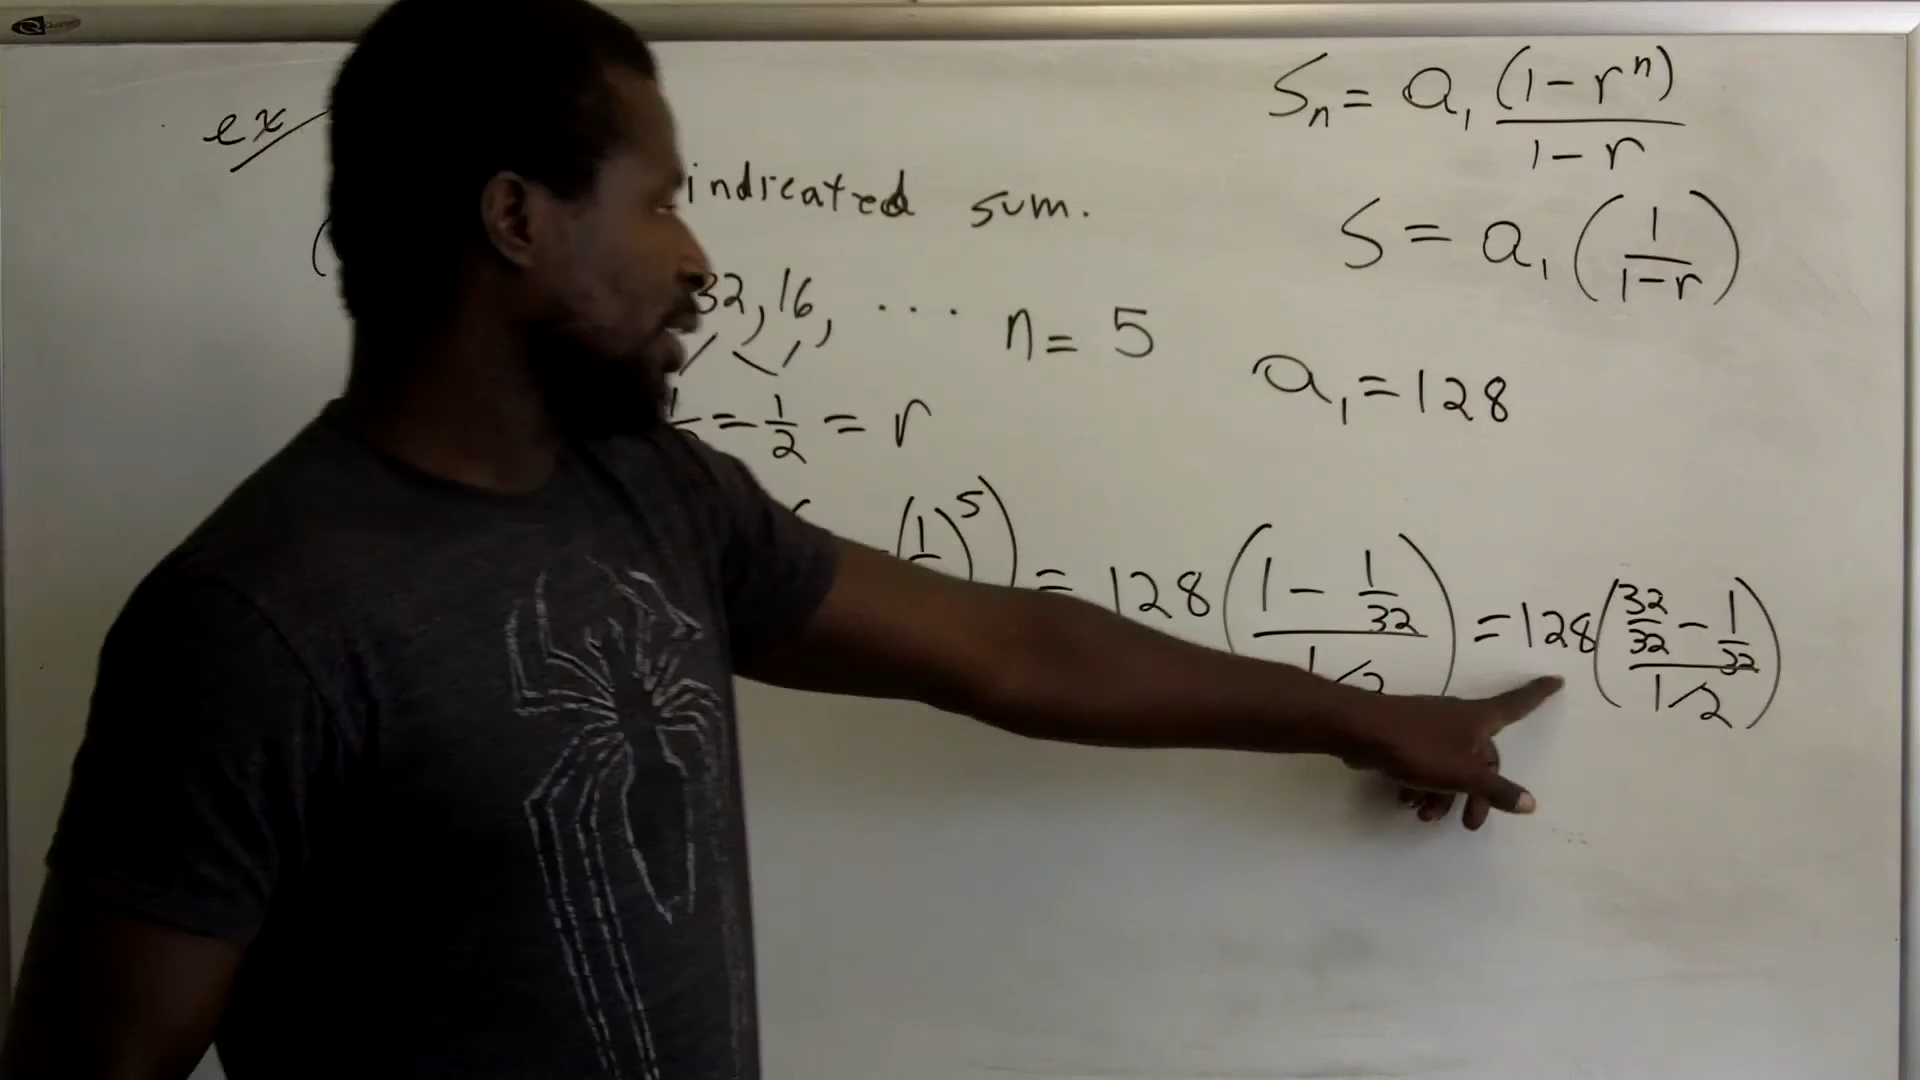 ex
indicated sum.
32, 16, .... n = 5
= 1/2 = r
(1/ )^5) = 128 ((1 - 1/32)/(1/2)) = 128 ((32/32 - 1/32)/(1/2))
Sₙ = a₁ (1 - rⁿ)/(1 - r)
S = a₁ (1/(1-r))
a₁ = 128